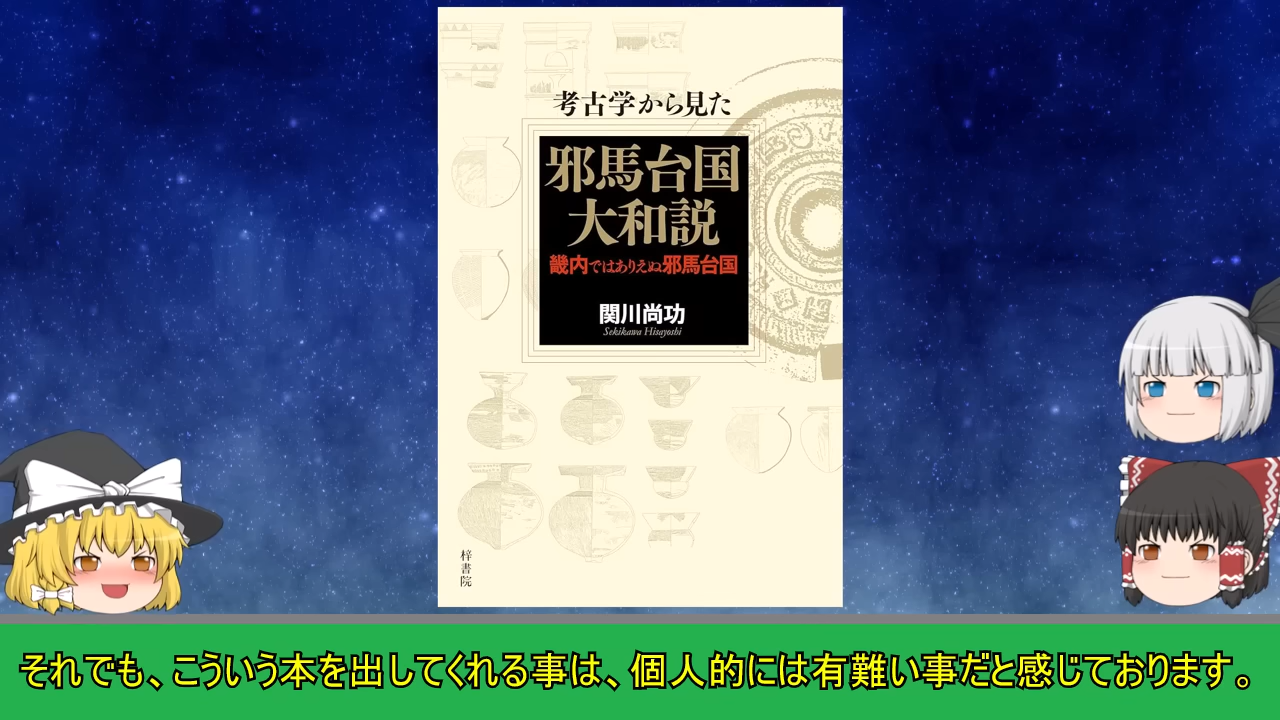 考古学から見た
邪馬台国
大和説
畿内ではありえぬ邪馬台国
関川尚功
Sekikawa Hisayoshi
梓書院
それでも、こういう本を出してくれる事は、個人的には有難い事だと感じております。